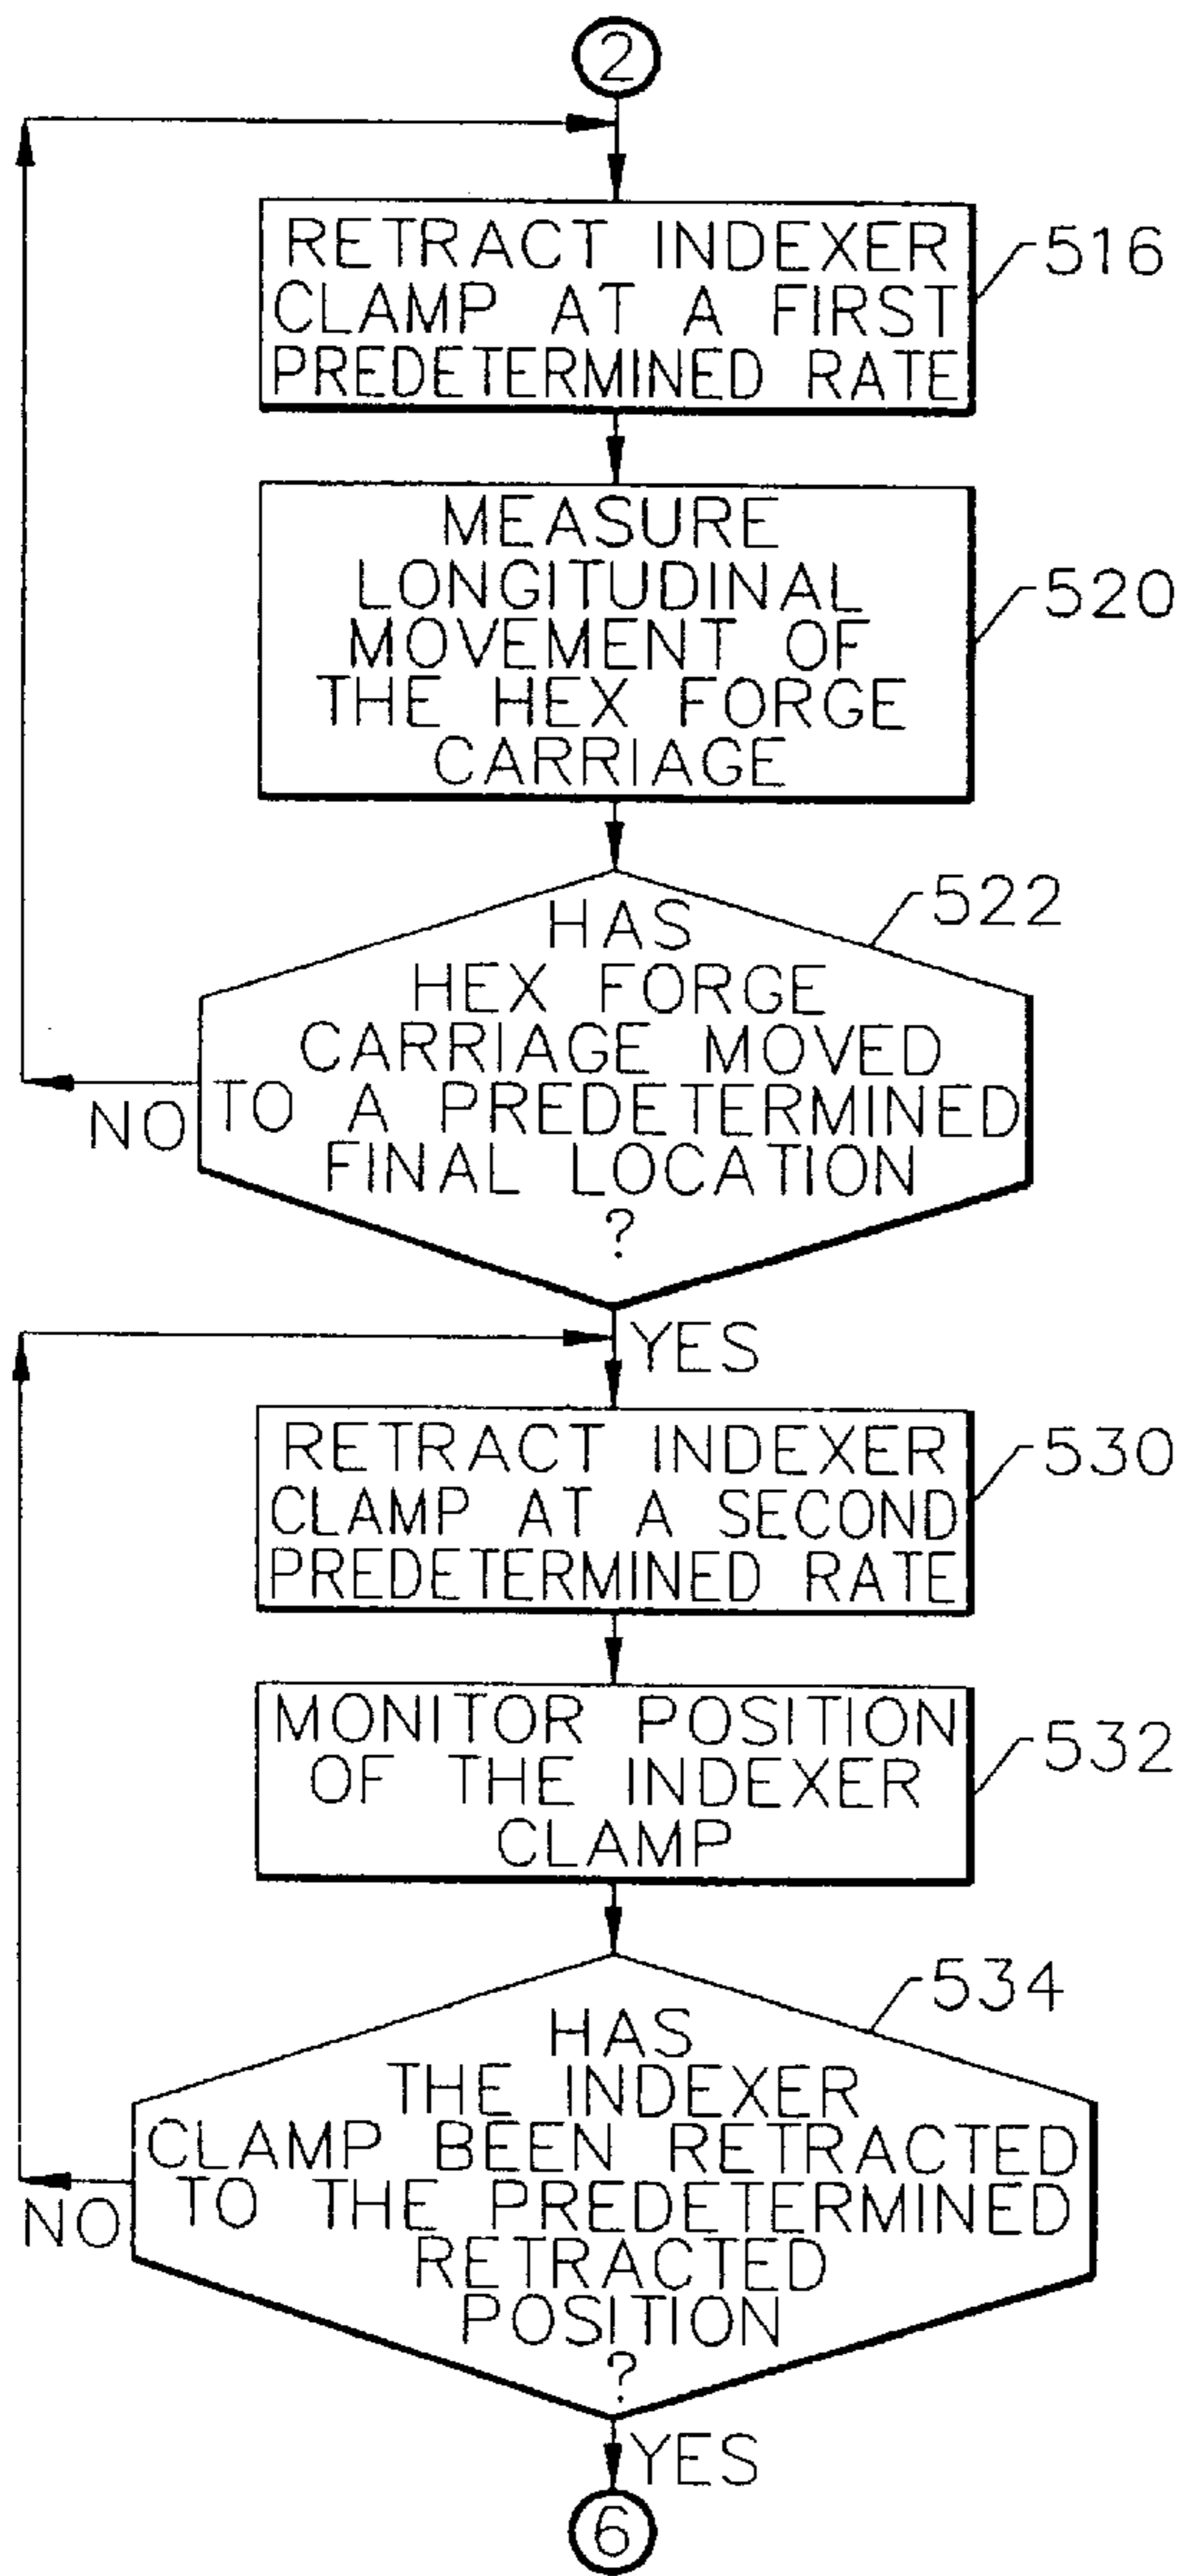 2
RETRACT INDEXER
CLAMP AT A FIRST
PREDETERMINED RATE
516
MEASURE
LONGITUDINAL
MOVEMENT OF
THE HEX FORGE
CARRIAGE
520
HAS
HEX FORGE
CARRIAGE MOVED
TO A PREDETERMINED
FINAL LOCATION
?
522
NO
YES
RETRACT INDEXER
CLAMP AT A SECOND
PREDETERMINED RATE
530
MONITOR POSITION
OF THE INDEXER
CLAMP
532
HAS
THE INDEXER
CLAMP BEEN RETRACTED
TO THE PREDETERMINED
RETRACTED
POSITION
?
534
NO
YES
6